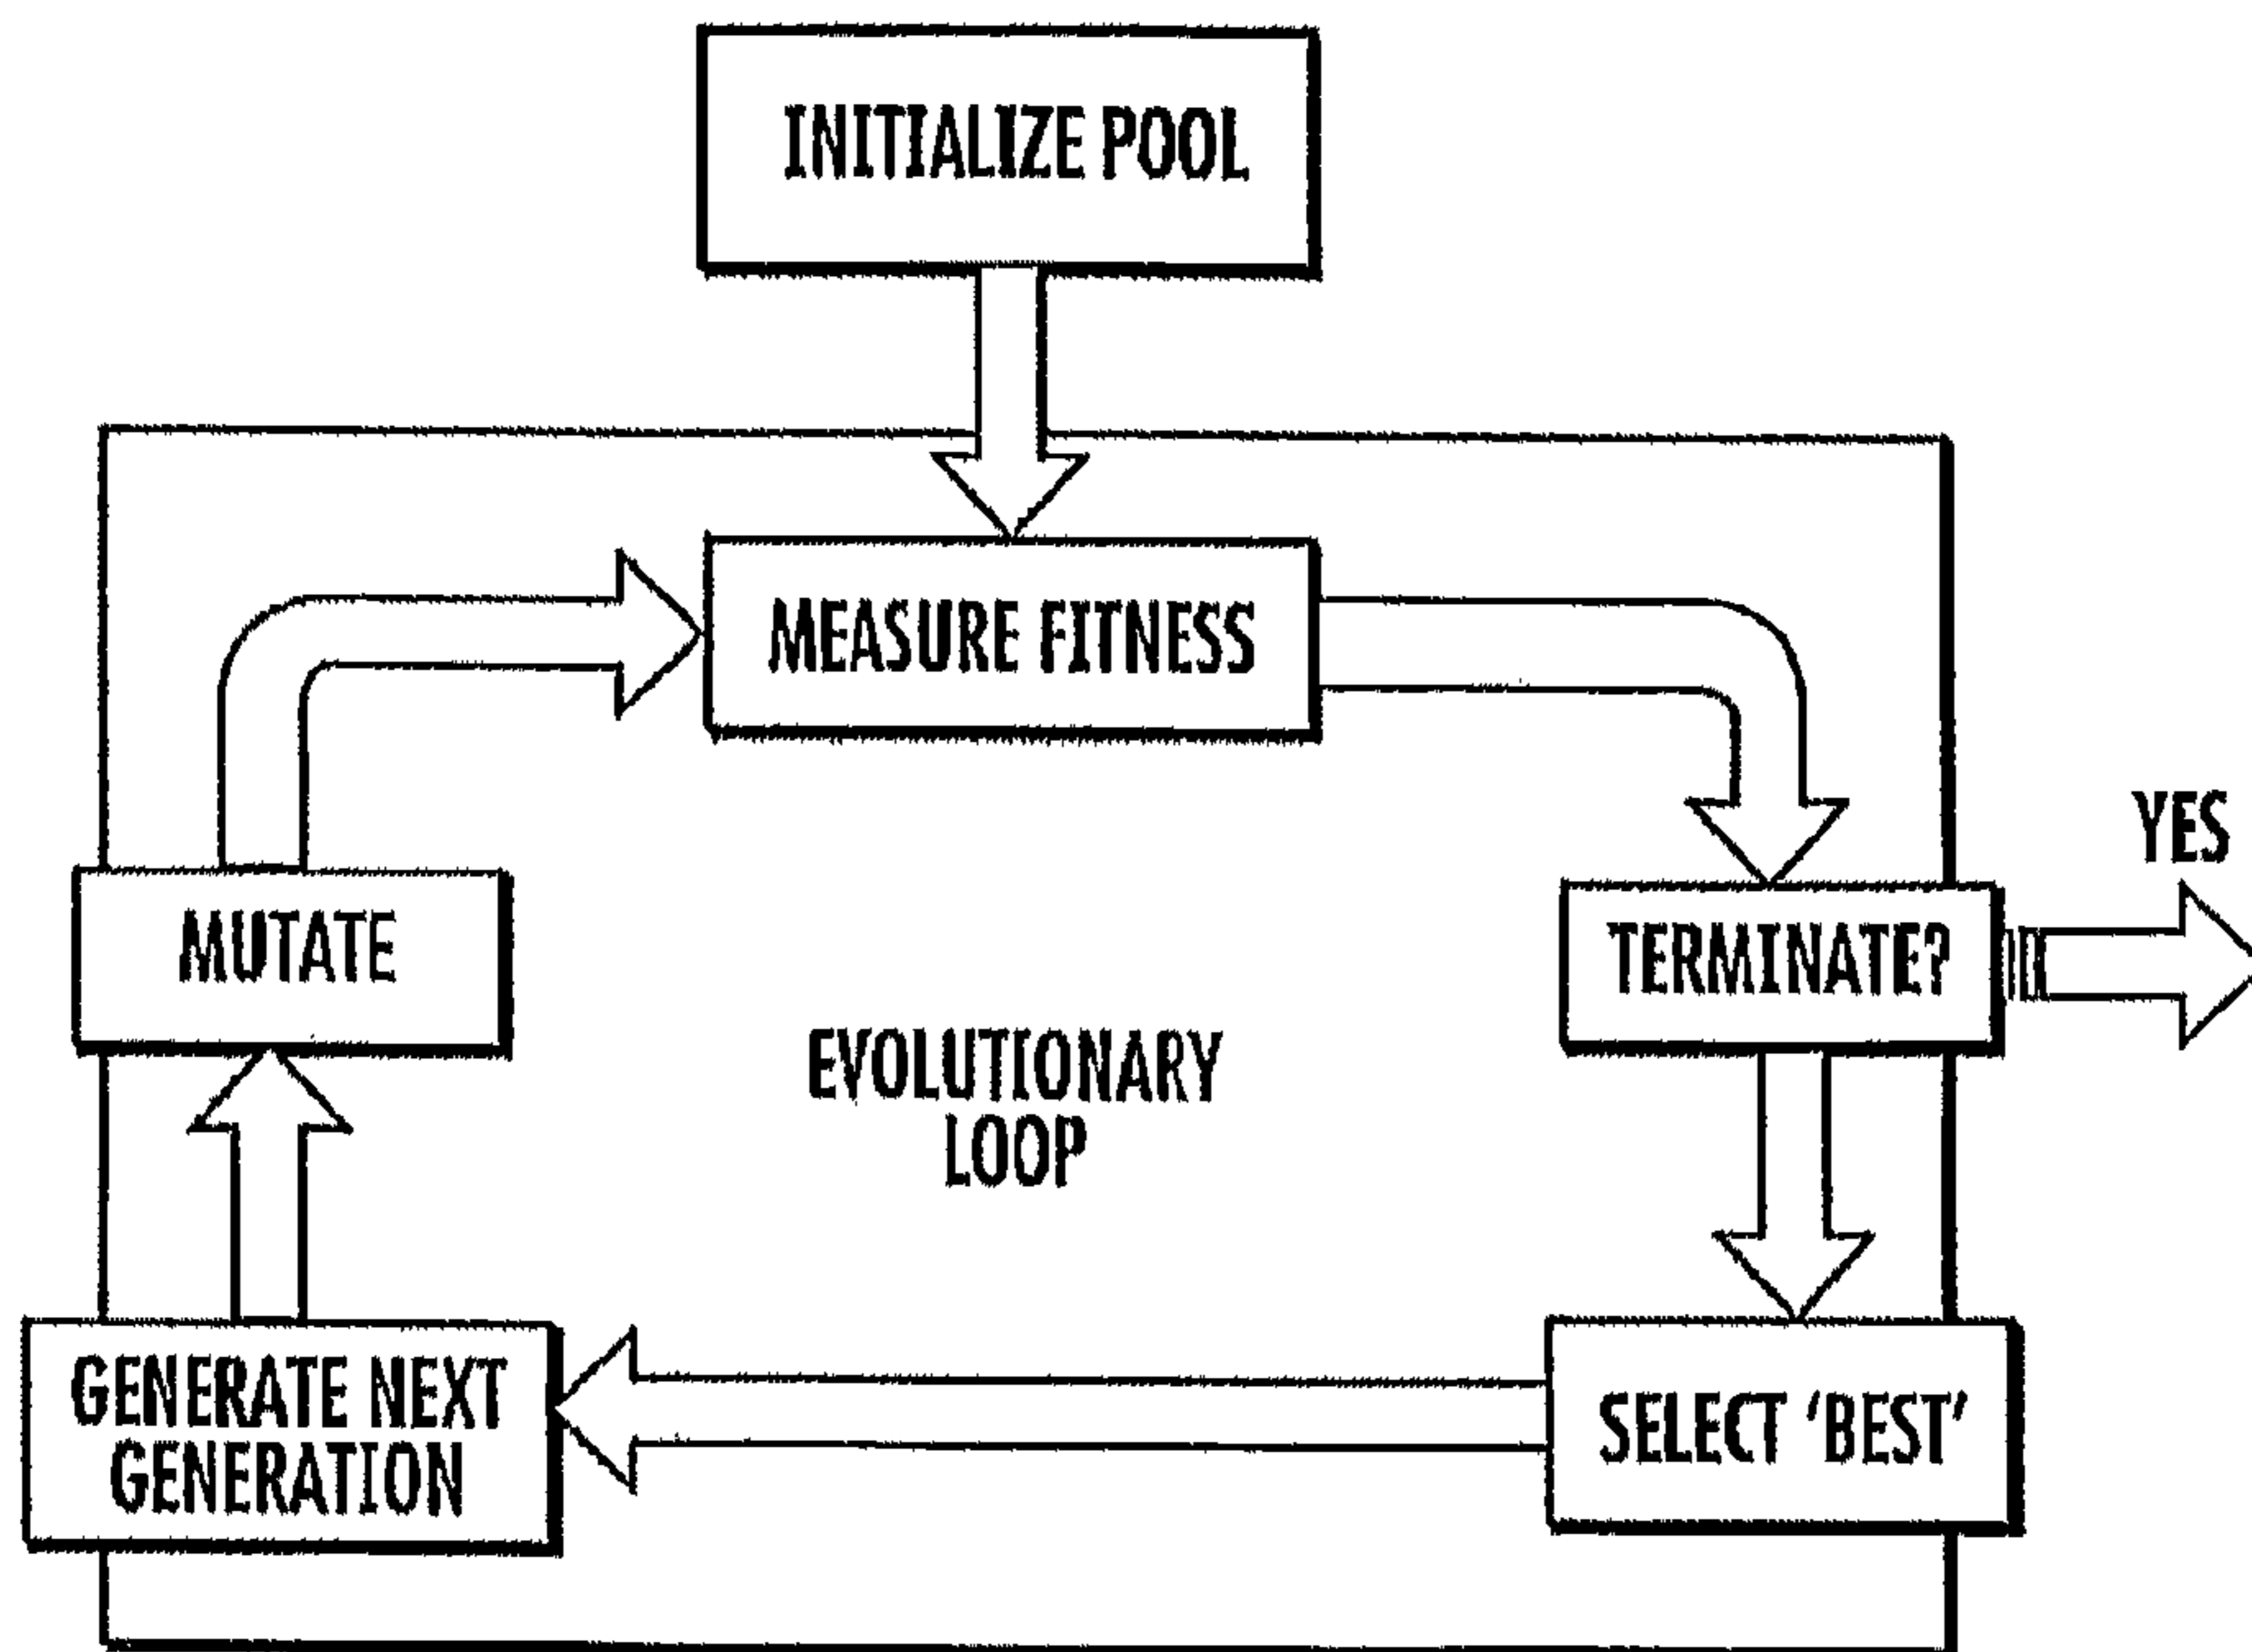 INITIALIZE POOL
MEASURE FITNESS
YES
MUTATE
TERMINATE?
EVOLUTIONARY
LOOP
GENERATE NEXT
GENERATION
SELECT 'BEST'